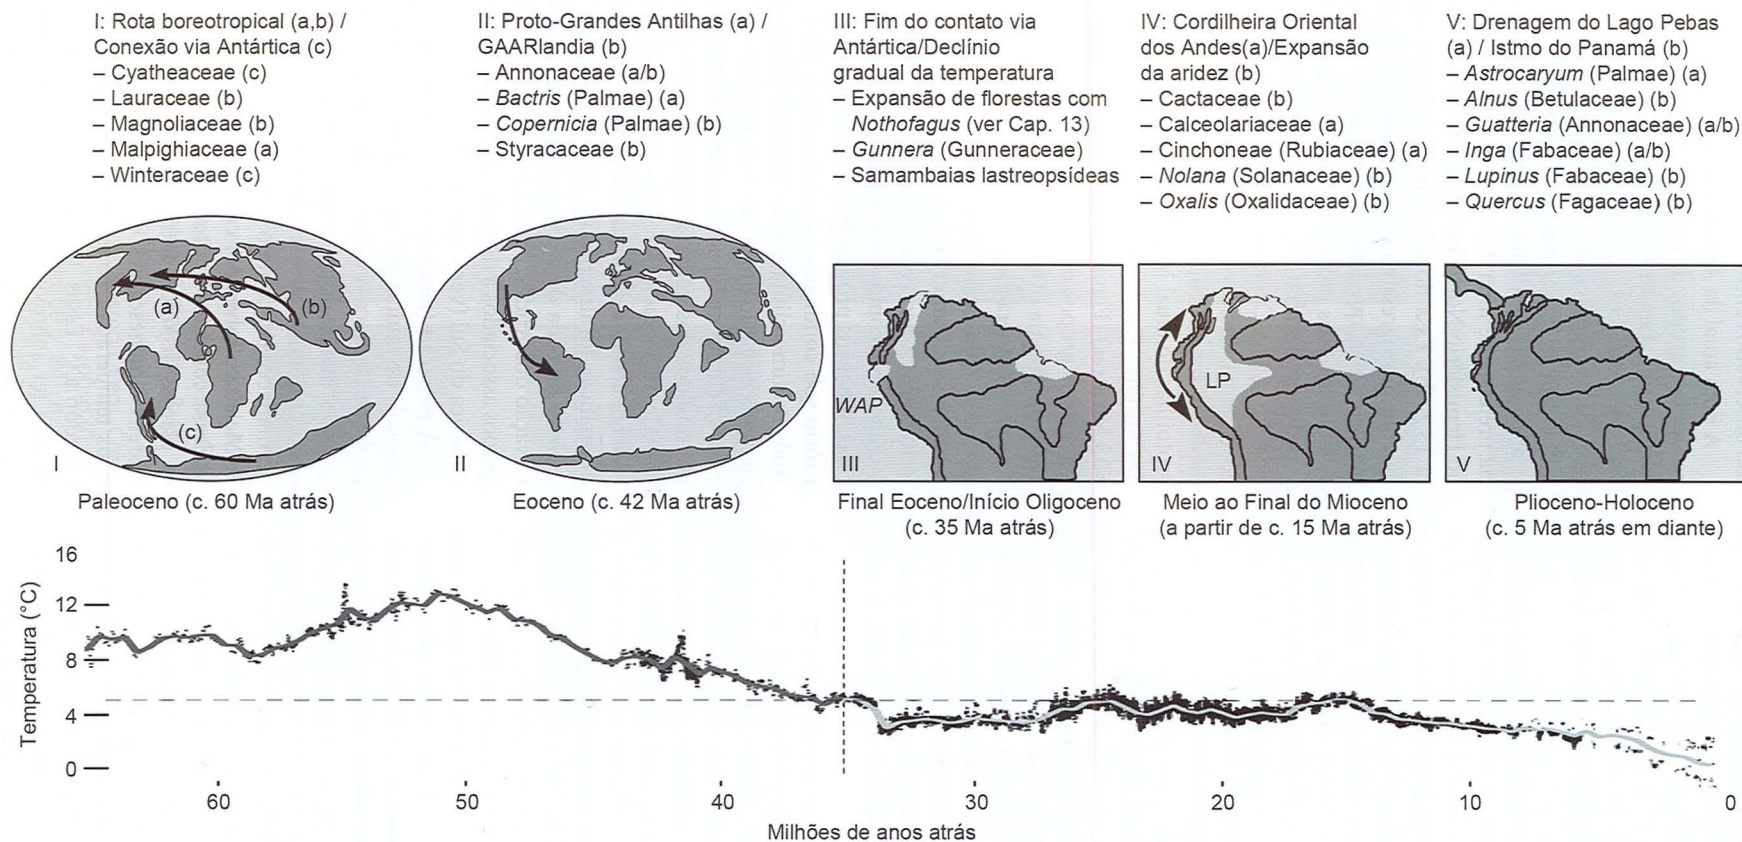 I: Rota boreotropical (a,b) /
Conexão via Antártica (c)
– Cyatheaceae (c)
– Lauraceae (b)
– Magnoliaceae (b)
– Malpighiaceae (a)
– Winteraceae (c)
II: Proto-Grandes Antilhas (a) /
GAARlandia (b)
– Annonaceae (a/b)
– Bactris (Palmae) (a)
– Copernicia (Palmae) (b)
– Styracaceae (b)
III: Fim do contato via
Antártica/Declínio
gradual da temperatura
– Expansão de florestas com
Nothofagus (ver Cap. 13)
– Gunnera (Gunneraceae)
– Samambaias lastreopsídeas
IV: Cordilheira Oriental
dos Andes(a)/Expansão
da aridez (b)
– Cactaceae (b)
– Calceolariaceae (a)
– Cinchoneae (Rubiaceae) (a)
– Nolana (Solanaceae) (b)
– Oxalis (Oxalidaceae) (b)
V: Drenagem do Lago Pebas
(a) / Istmo do Panamá (b)
– Astrocaryum (Palmae) (a)
– Alnus (Betulaceae) (b)
– Guatteria (Annonaceae) (a/b)
– Inga (Fabaceae) (a/b)
– Lupinus (Fabaceae) (b)
– Quercus (Fagaceae) (b)
(a)
(b)
(c)
I
II
WAP
III
LP
IV
V
Paleoceno (c. 60 Ma atrás)
Eoceno (c. 42 Ma atrás)
Final Eoceno/Início Oligoceno
(c. 35 Ma atrás)
Meio ao Final do Mioceno
(a partir de c. 15 Ma atrás)
Plioceno-Holoceno
(c. 5 Ma atrás em diante)
Temperatura (°C)
16
12
8
4
0
60
50
40
30
20
10
0
Milhões de anos atrás